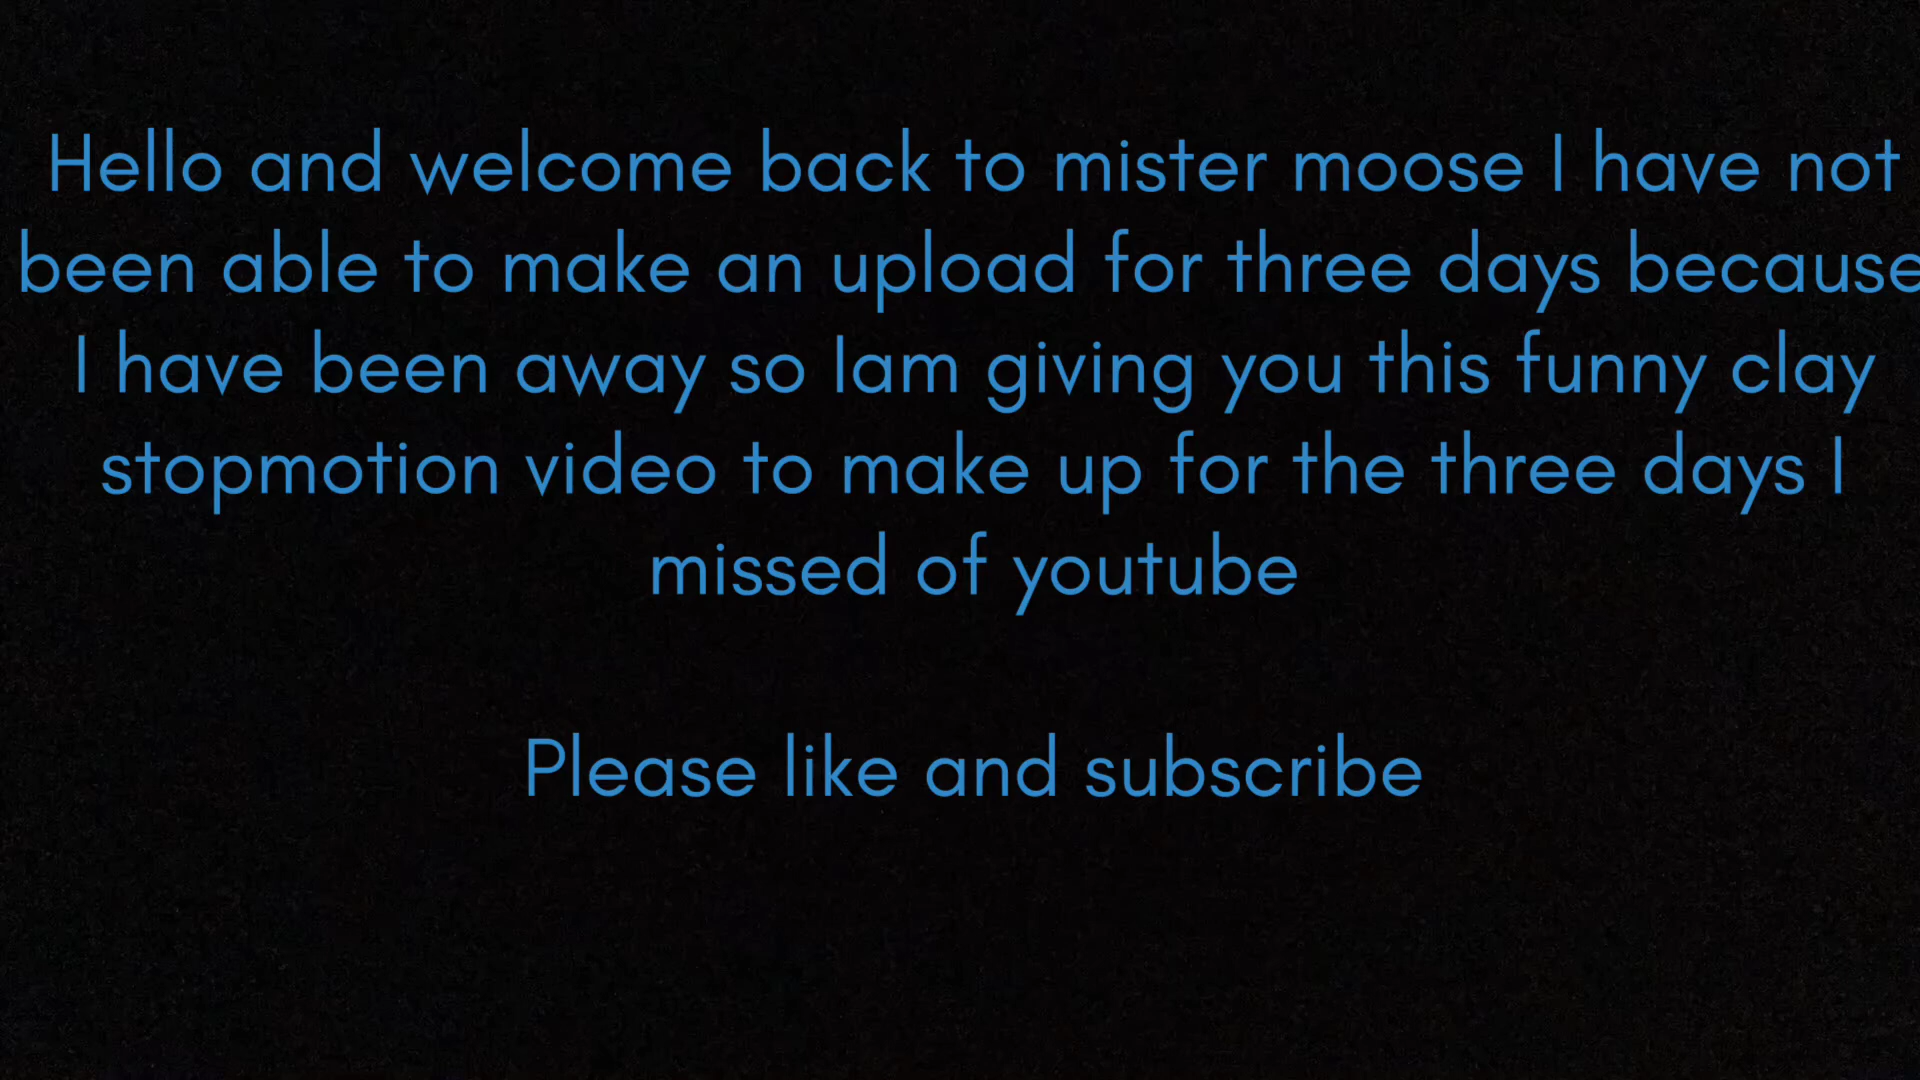 Hello and welcome back to mister moose I have not
been able to make an upload for three days because
I have been away so Iam giving you this funny clay
stopmotion video to make up for the three days I
missed of youtube
Please like and subscribe